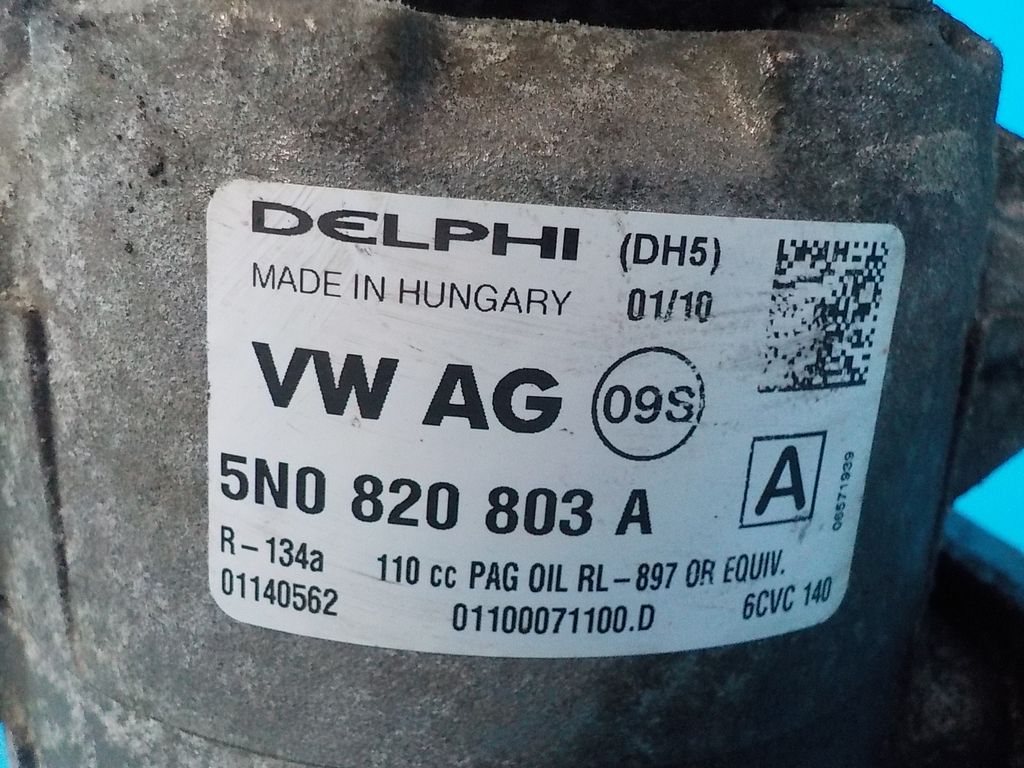 DELPHI (DH5)
MADE IN HUNGARY 01/10
VW AG 09S
5N0 820 803 A A
06571939
R-134a 110 cc PAG OIL RL-897 OR EQUIV.
01140562 01100071100.D 6CVC 140